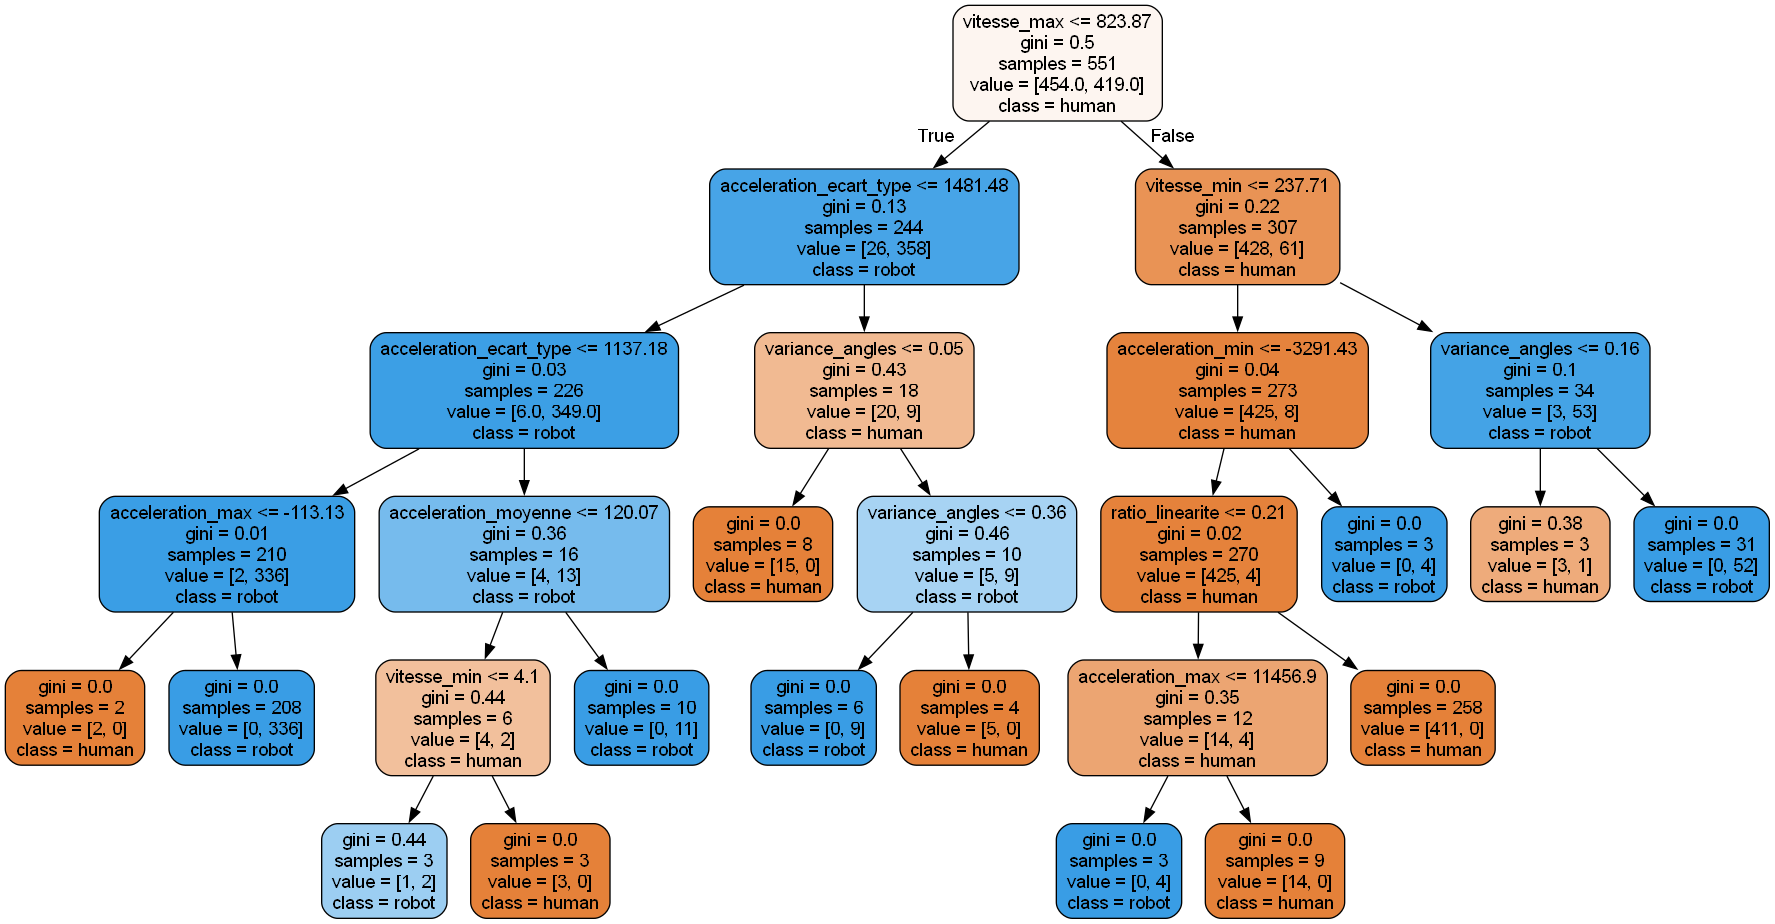 vitesse_max <= 823.87
gini = 0.5
samples = 551
value = [454.0, 419.0]
class = human
True
False
acceleration_ecart_type <= 1481.48
gini = 0.13
samples = 244
value = [26, 358]
class = robot
vitesse_min <= 237.71
gini = 0.22
samples = 307
value = [428, 61]
class = human
acceleration_ecart_type <= 1137.18
gini = 0.03
samples = 226
value = [6.0, 349.0]
class = robot
variance_angles <= 0.05
gini = 0.43
samples = 18
value = [20, 9]
class = human
acceleration_min <= -3291.43
gini = 0.04
samples = 273
value = [425, 8]
class = human
variance_angles <= 0.16
gini = 0.1
samples = 34
value = [3, 53]
class = robot
acceleration_max <= -113.13
gini = 0.01
samples = 210
value = [2, 336]
class = robot
acceleration_moyenne <= 120.07
gini = 0.36
samples = 16
value = [4, 13]
class = robot
gini = 0.0
samples = 8
value = [15, 0]
class = human
variance_angles <= 0.36
gini = 0.46
samples = 10
value = [5, 9]
class = robot
ratio_linearite <= 0.21
gini = 0.02
samples = 270
value = [425, 4]
class = human
gini = 0.0
samples = 3
value = [0, 4]
class = robot
gini = 0.38
samples = 3
value = [3, 1]
class = human
gini = 0.0
samples = 31
value = [0, 52]
class = robot
gini = 0.0
samples = 2
value = [2, 0]
class = human
gini = 0.0
samples = 208
value = [0, 336]
class = robot
vitesse_min <= 4.1
gini = 0.44
samples = 6
value = [4, 2]
class = human
gini = 0.0
samples = 10
value = [0, 11]
class = robot
gini = 0.0
samples = 6
value = [0, 9]
class = robot
gini = 0.0
samples = 4
value = [5, 0]
class = human
acceleration_max <= 11456.9
gini = 0.35
samples = 12
value = [14, 4]
class = human
gini = 0.0
samples = 258
value = [411, 0]
class = human
gini = 0.44
samples = 3
value = [1, 2]
class = robot
gini = 0.0
samples = 3
value = [3, 0]
class = human
gini = 0.0
samples = 3
value = [0, 4]
class = robot
gini = 0.0
samples = 9
value = [14, 0]
class = human